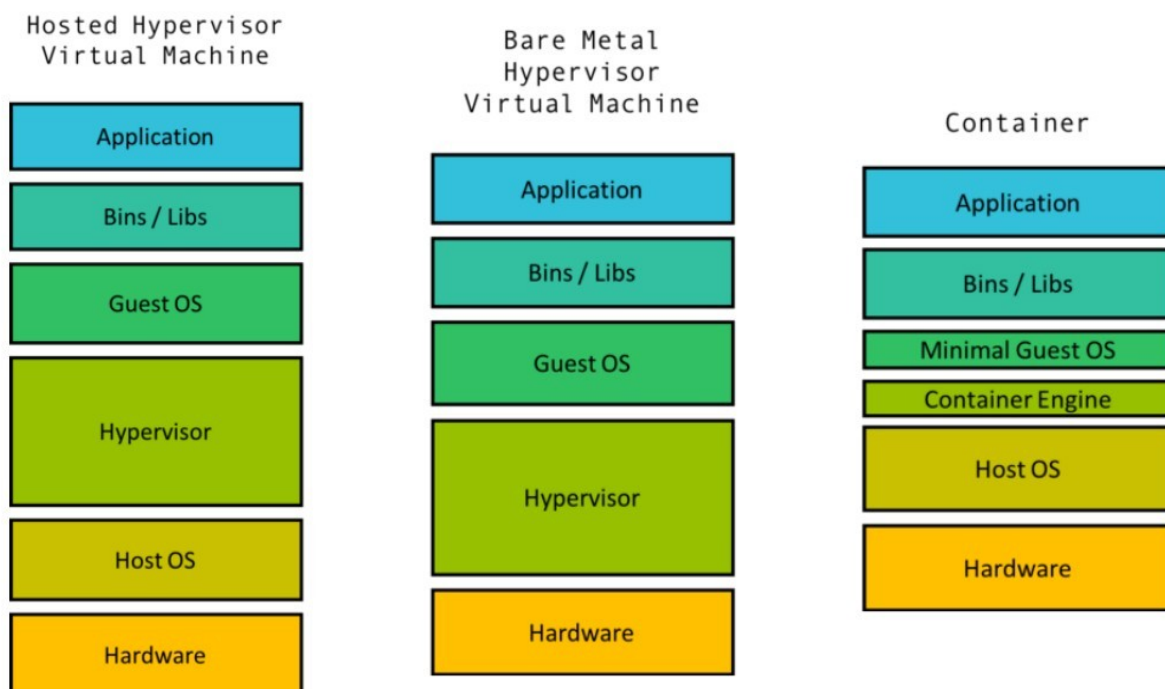 Hosted Hypervisor
Virtual Machine
Application
Bins / Libs
Guest OS
Hypervisor
Host OS
Hardware
Bare Metal
Hypervisor
Virtual Machine
Application
Bins / Libs
Guest OS
Hypervisor
Hardware
Container
Application
Bins / Libs
Minimal Guest OS
Container Engine
Host OS
Hardware